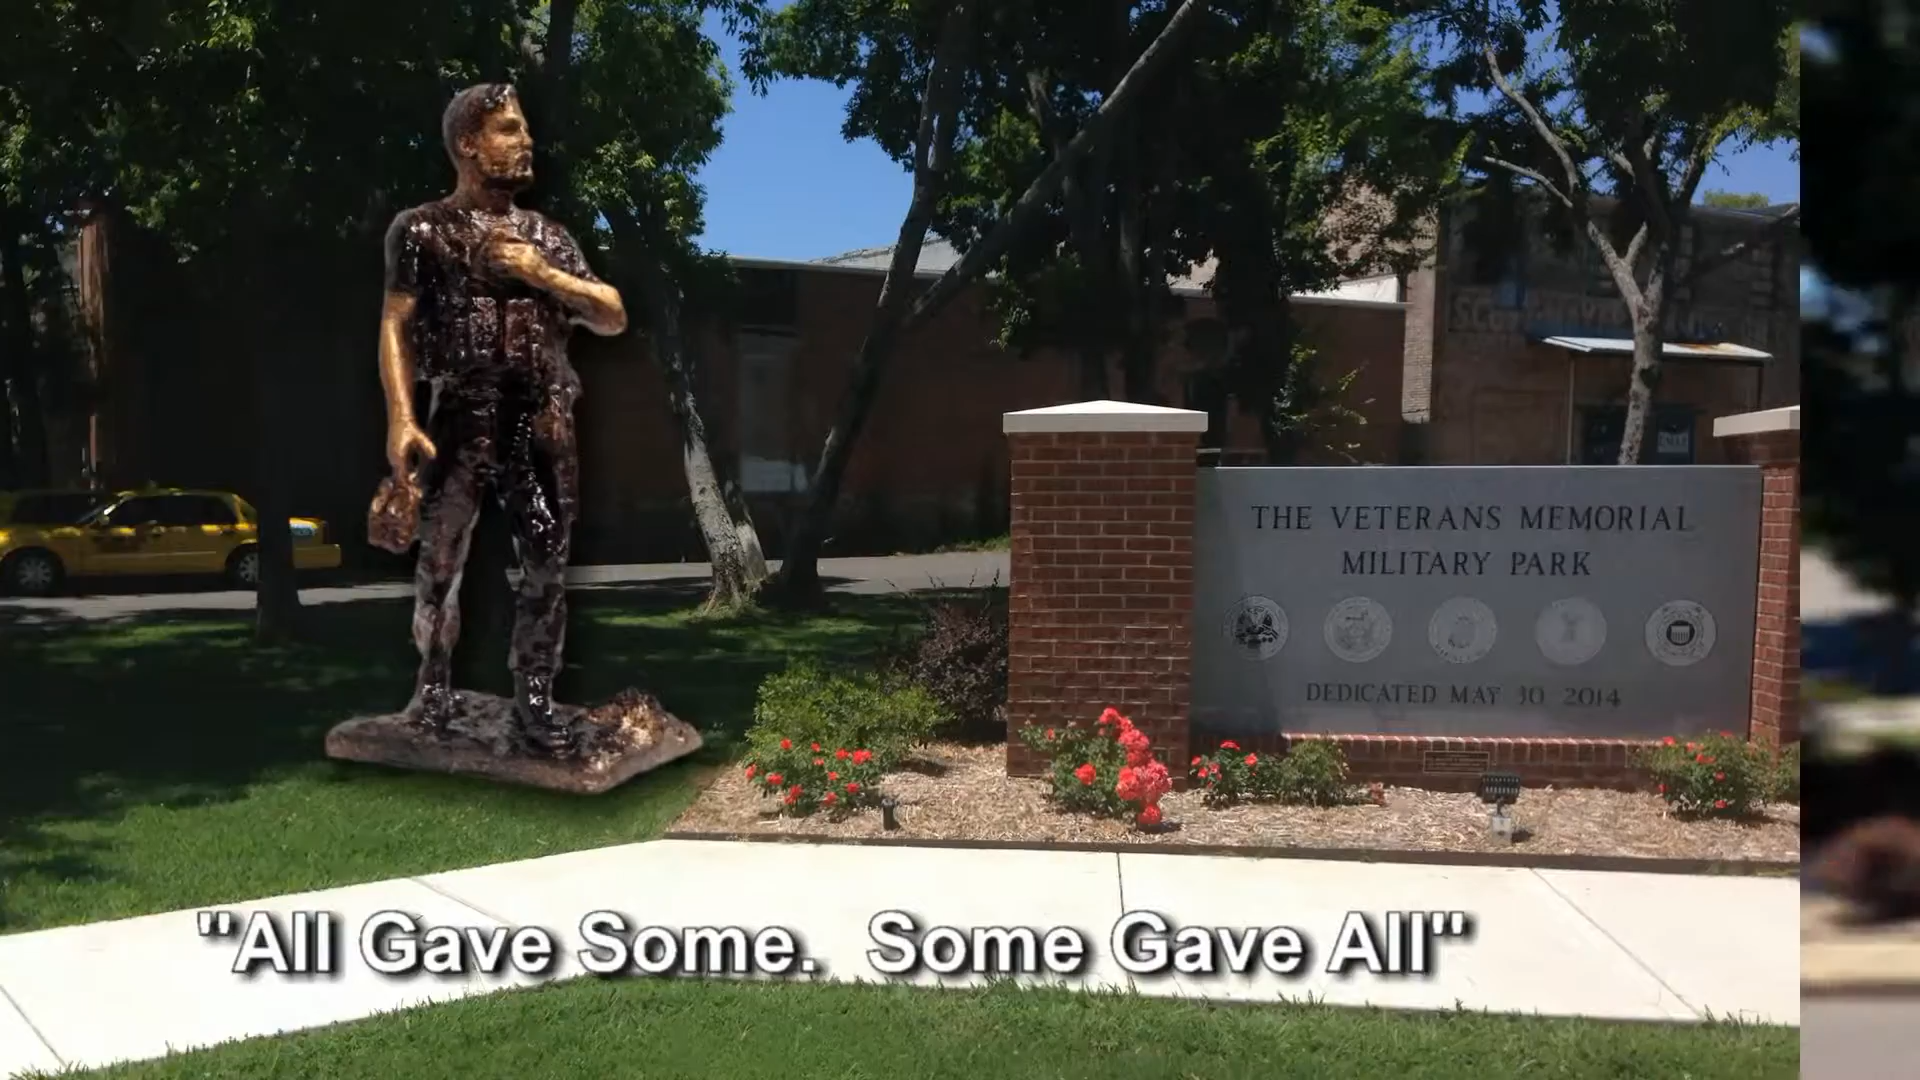 THE VETERANS MEMORIAL
MILITARY PARK
DEDICATED MAY 30 2014
"All Gave Some.  Some Gave All"